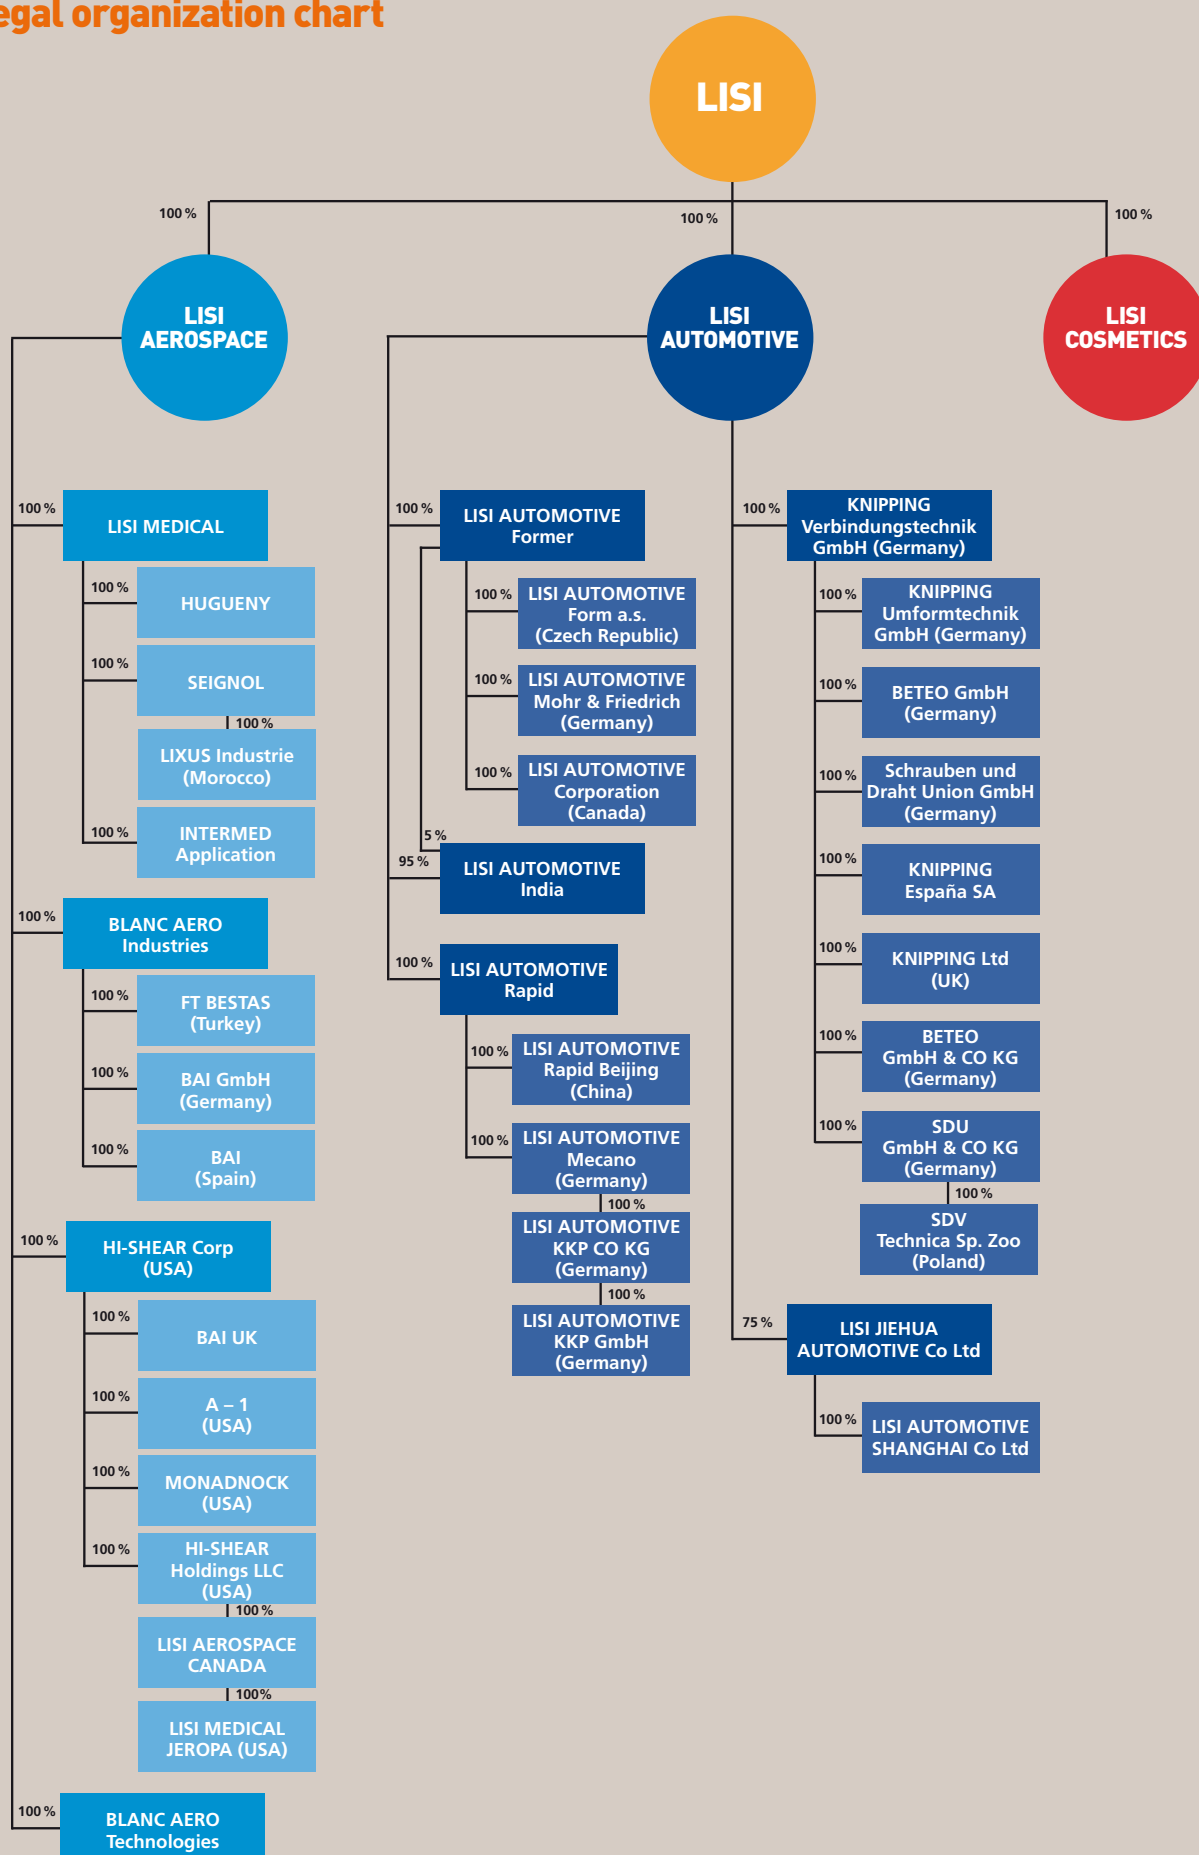 egal organization chart
LISI
100 %
100 %
100 %
LISI
AEROSPACE
LISI
AUTOMOTIVE
LISI
COSMETICS
100 %
LISI MEDICAL
100 %
HUGUENY
100 %
SEIGNOL
100 %
LIXUS Industrie
(Morocco)
100 %
INTERMED
Application
100 %
BLANC AERO
Industries
100 %
FT BESTAS
(Turkey)
100 %
BAI GmbH
(Germany)
100 %
BAI
(Spain)
100 %
HI-SHEAR Corp
(USA)
100 %
BAI UK
100 %
A – 1
(USA)
100 %
MONADNOCK
(USA)
100 %
HI-SHEAR
Holdings LLC
(USA)
100 %
LISI AEROSPACE
CANADA
100%
LISI MEDICAL
JEROPA (USA)
100 %
BLANC AERO
Technologies
100 %
LISI AUTOMOTIVE
Former
100 %
LISI AUTOMOTIVE
Form a.s.
(Czech Republic)
100 %
LISI AUTOMOTIVE
Mohr & Friedrich
(Germany)
100 %
LISI AUTOMOTIVE
Corporation
(Canada)
5 %
95 %
LISI AUTOMOTIVE
India
100 %
LISI AUTOMOTIVE
Rapid
100 %
LISI AUTOMOTIVE
Rapid Beijing
(China)
100 %
LISI AUTOMOTIVE
Mecano
(Germany)
100 %
LISI AUTOMOTIVE
KKP CO KG
(Germany)
100 %
LISI AUTOMOTIVE
KKP GmbH
(Germany)
100 %
KNIPPING
Verbindungstechnik
GmbH (Germany)
100 %
KNIPPING
Umformtechnik
GmbH (Germany)
100 %
BETEO GmbH
(Germany)
100 %
Schrauben und
Draht Union GmbH
(Germany)
100 %
KNIPPING
España SA
100 %
KNIPPING Ltd
(UK)
100 %
BETEO
GmbH & CO KG
(Germany)
100 %
SDU
GmbH & CO KG
(Germany)
100 %
SDV
Technica Sp. Zoo
(Poland)
75 %
LISI JIEHUA
AUTOMOTIVE Co Ltd
100 %
LISI AUTOMOTIVE
SHANGHAI Co Ltd